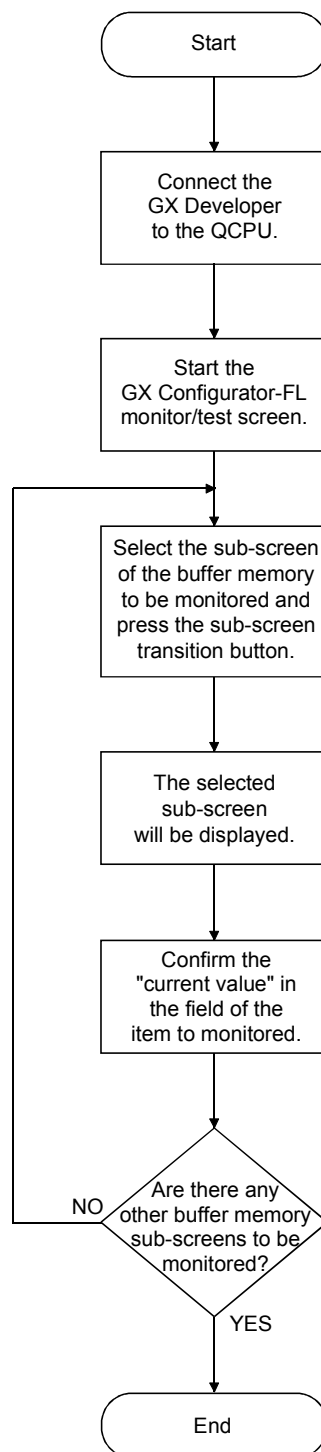 Start
Connect the
GX Developer
to the QCPU.
Start the
GX Configurator-FL
monitor/test screen.
Select the sub-screen
of the buffer memory
to be monitored and
press the sub-screen
transition button.
The selected
sub-screen
will be displayed.
Confirm the
"current value" in
the field of the
item to monitored.
Are there any
NO
other buffer memory
sub-screens to be
monitored?
YES
End